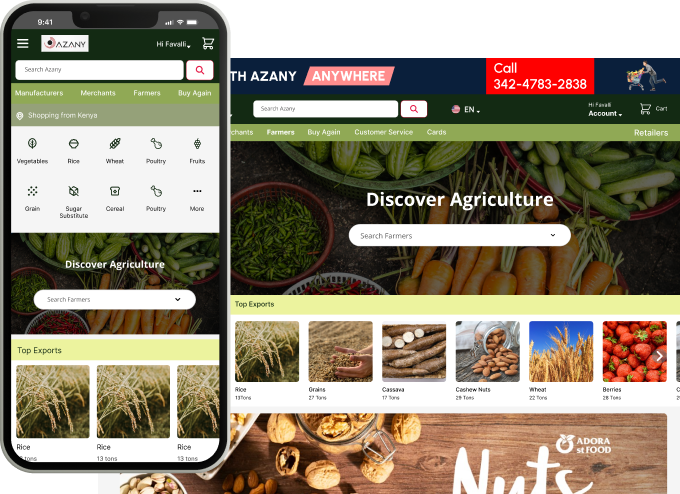 9:41
AZANY
Hi Favalli
Search Azany
Manufacturers Merchants Farmers Buy Again
Shopping from Kenya
Vegetables Rice Wheat Poultry Fruits
Grain Sugar Substitute Cereal Poultry More
Discover Agriculture
Search Farmers
Top Exports
Rice Rice Rice
13 tons 13 tons 13 tons
TH AZANY ANYWHERE
Call
342-4783-2838
Search Azany
EN
Hi Favalli
Account
Cart
chants Farmers Buy Again Customer Service Cards Retailers
Discover Agriculture
Search Farmers
Top Exports
Rice Grains Cassava Cashew Nuts Wheat Berries
13Tons 27 Tons 17 Tons 29 Tons 22 Tons 28 Tons
ADORA
st FOOD
Nuts